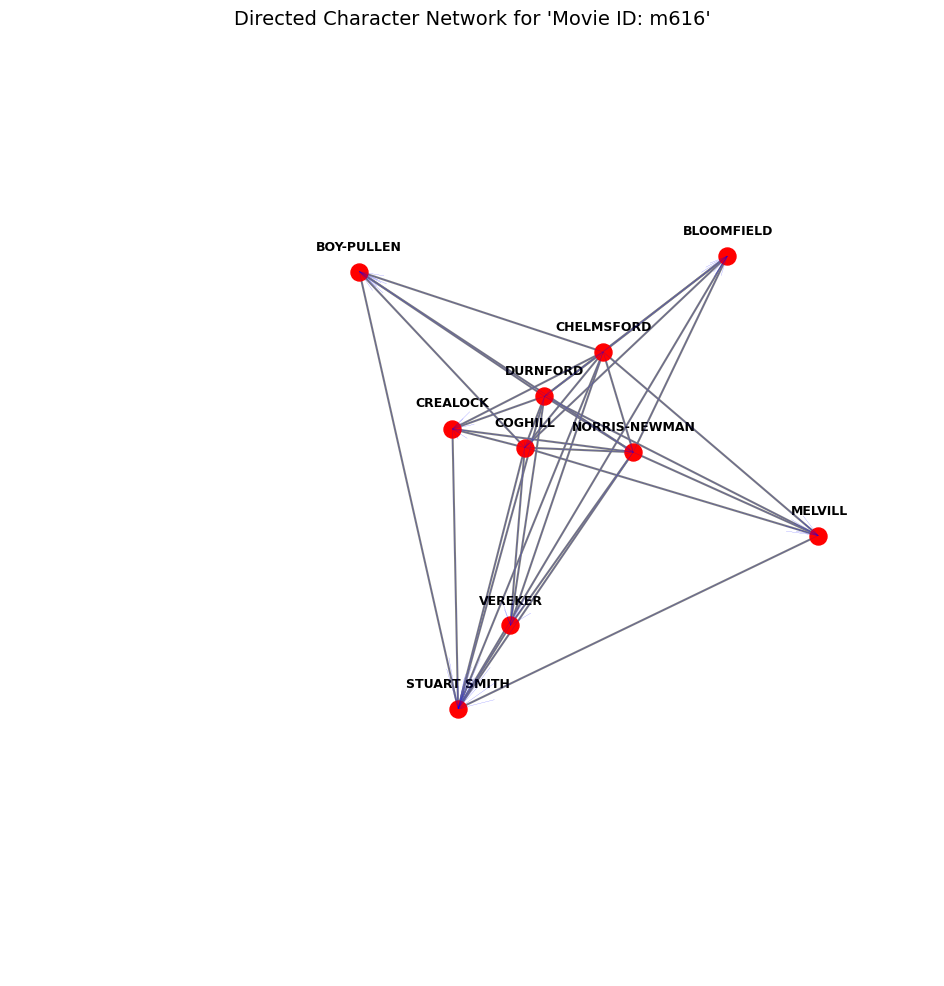 Directed Character Network for 'Movie ID: m616'
BLOOMFIELD
BOY-PULLEN
CHELMSFORD
DURNFORD
CREALOCK
COGHILL
NORRIS-NEWMAN
MELVILL
VEREKER
STUART SMITH